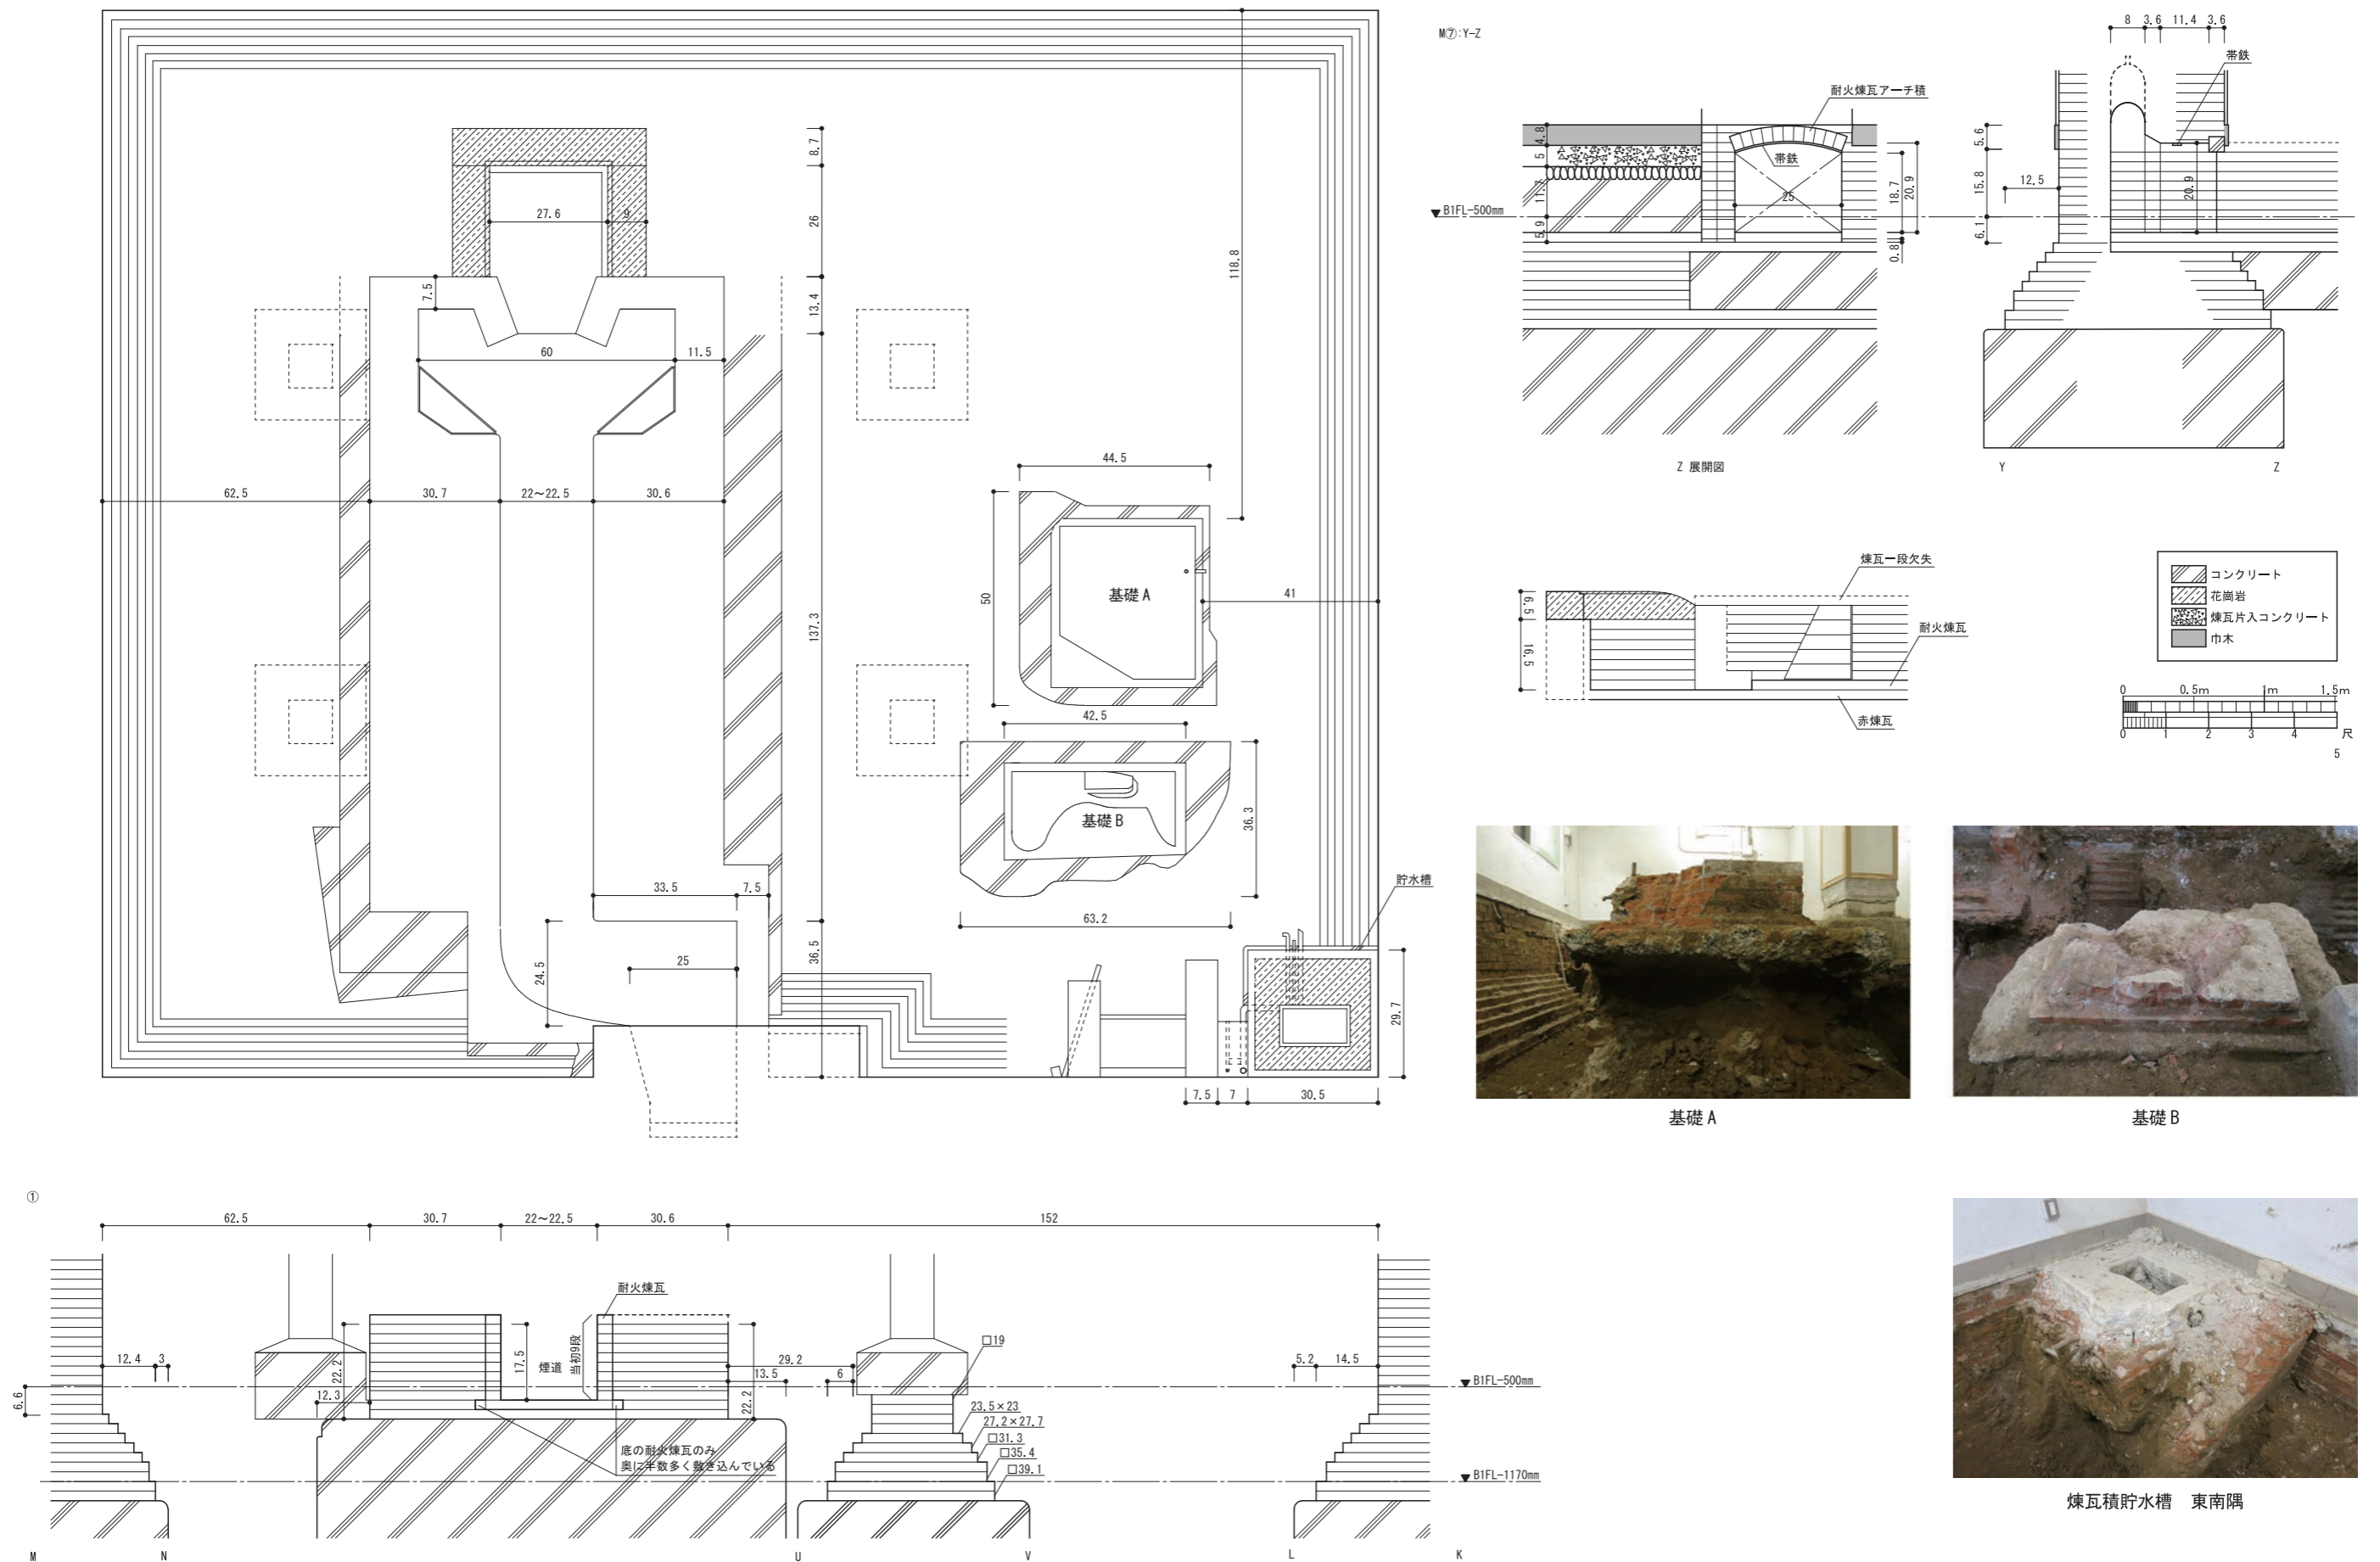 8.7
27.6
9
26
7.5
13.4
118.8
60
11.5
44.5
62.5
30.7
22～22.5
30.6
50
基礎A
41
137.3
42.5
基礎B
36.3
63.2
33.5
7.5
貯水槽
24.5
25
36.5
29.7
7.5
7
30.5
M⑦:Y-Z
耐火煉瓦アーチ積
帯鉄
4.8
5
11.7
5.9
25
18.7
20.9
0.8
B1FL-500mm
Z 展開図
8
3.6
11.4
3.6
帯鉄
5.6
12.5
15.8
20.9
6.1
Y
Z
煉瓦一段欠失
6.5
16.5
耐火煉瓦
赤煉瓦
コンクリート
花崗岩
煉瓦片入コンクリート
巾木
0
0.5m
1m
1.5m
0
1
2
3
4
尺
5
基礎A
基礎B
①
62.5
30.7
22～22.5
30.6
152
耐火煉瓦
12.4
3
22.2
17.5
煙道
当初9段
29.2
13.5
6
□19
5.2
14.5
B1FL-500mm
6.6
12.3
22.2
23.5×23
27.2×27.7
□31.3
□35.4
□39.1
底の耐火煉瓦のみ
奥に半数多く敷き込んでいる
B1FL-1170mm
M
N
U
V
L
K
煉瓦積貯水槽　東南隅